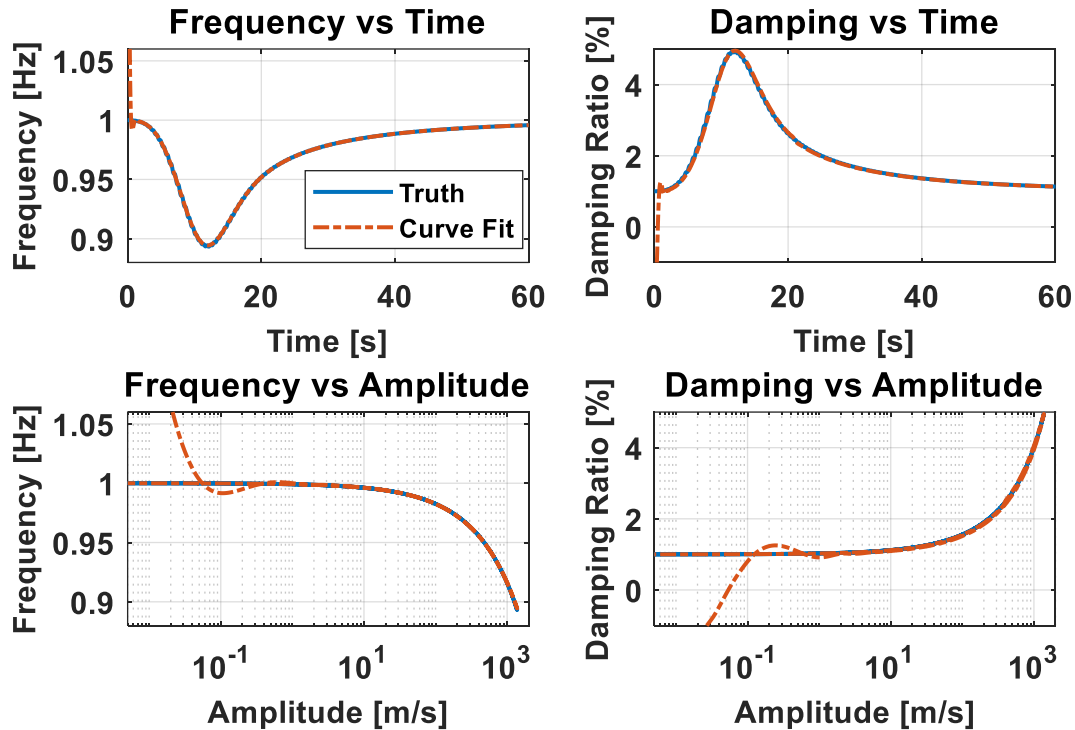 Frequency vs Time
Frequency [Hz]
1.05
1
0.95
0.9
0 20 40 60
Time [s]
Truth
Curve Fit
Damping vs Time
Damping Ratio [%]
4
2
0
0 20 40 60
Time [s]
Frequency vs Amplitude
Frequency [Hz]
1.05
1
0.95
0.9
10^-1 10^1 10^3
Amplitude [m/s]
Damping vs Amplitude
Damping Ratio [%]
4
2
0
10^-1 10^1 10^3
Amplitude [m/s]